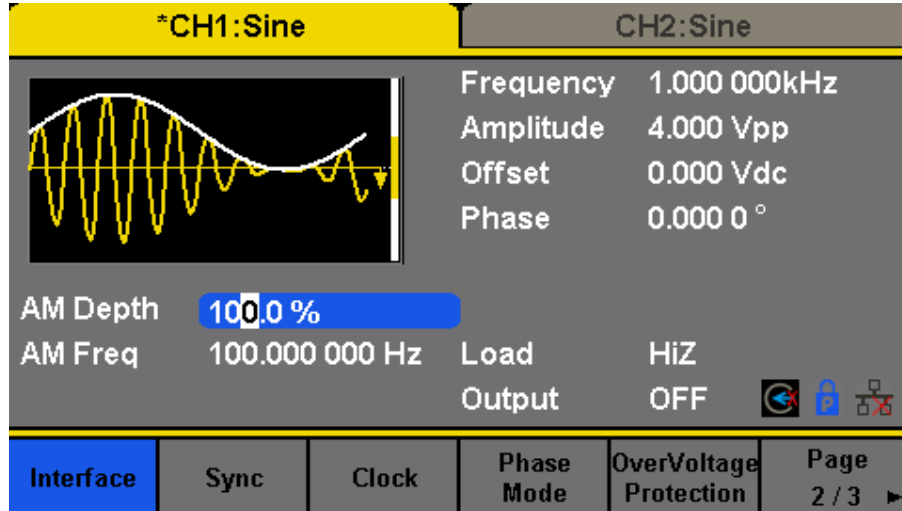 *CH1:Sine
CH2:Sine
Frequency 1.000 000kHz
Amplitude 4.000 Vpp
Offset 0.000 Vdc
Phase 0.000 0 °
AM Depth 100.0 %
AM Freq 100.000 000 Hz
Load HiZ
Output OFF
P
Interface
Sync
Clock
Phase
Mode
OverVoltage
Protection
Page
2 / 3 ►